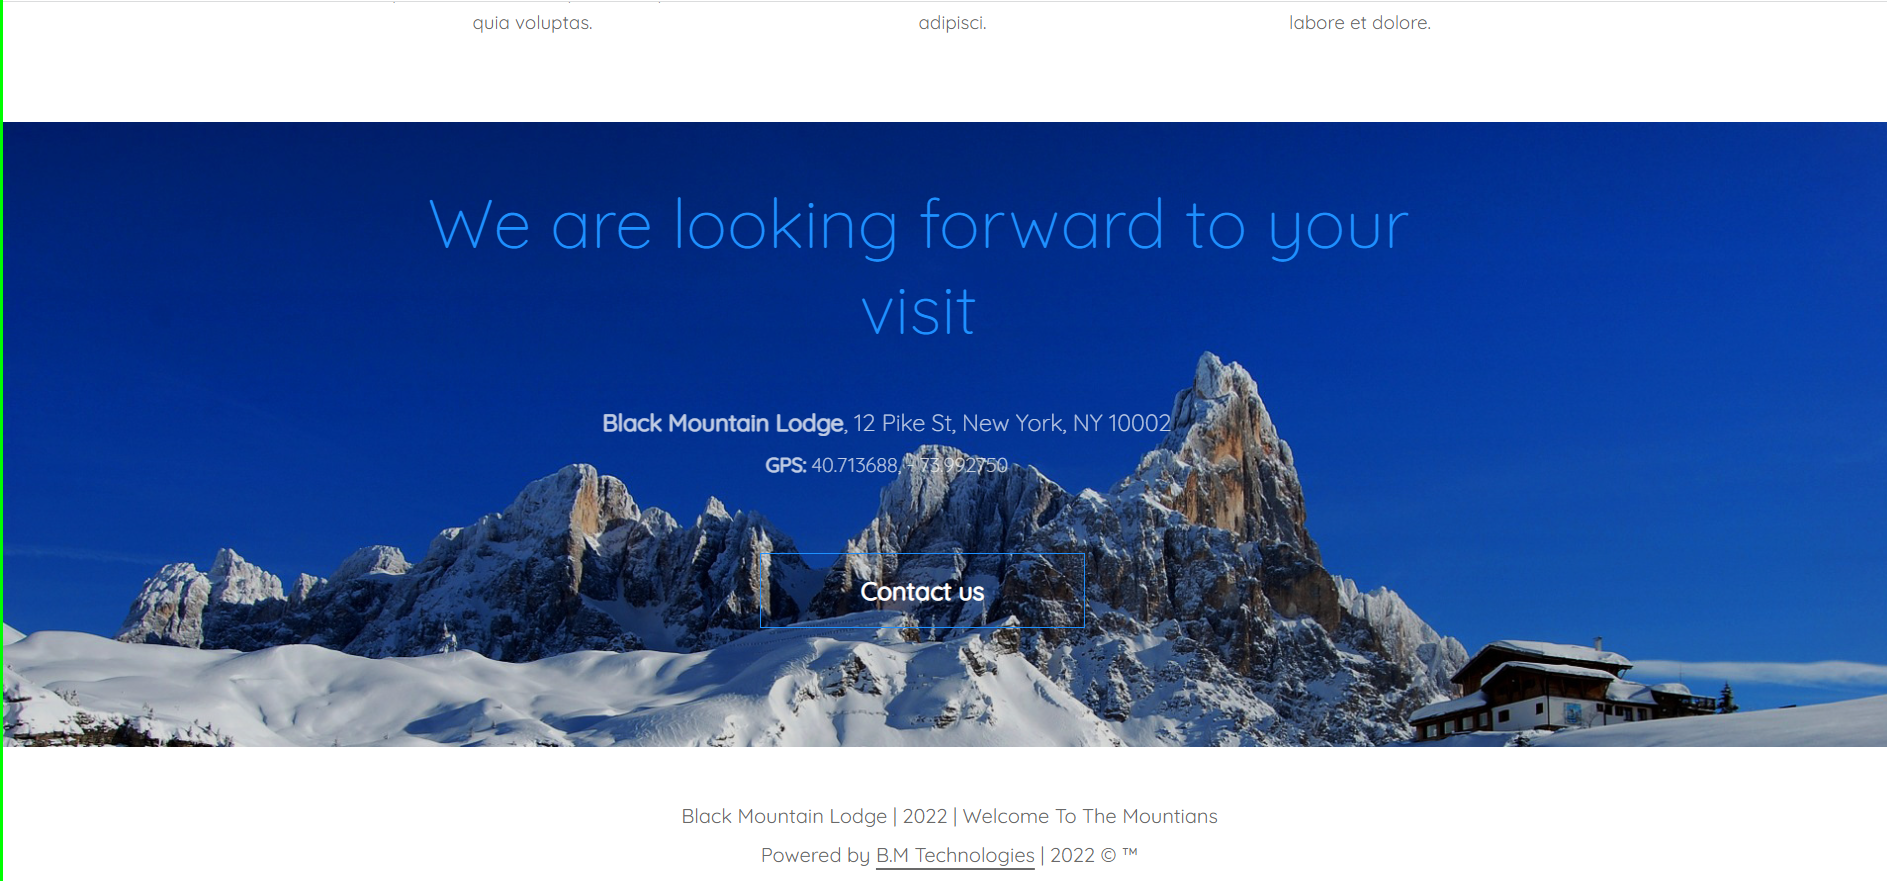 quia voluptas. adipisci. labore et dolore.
We are looking forward to your
visit
Black Mountain Lodge, 12 Pike St, New York, NY 10002
GPS: 40.713688, - 73.992750
Contact us
Black Mountain Lodge | 2022 | Welcome To The Mountians
Powered by B.M Technologies | 2022 © ™